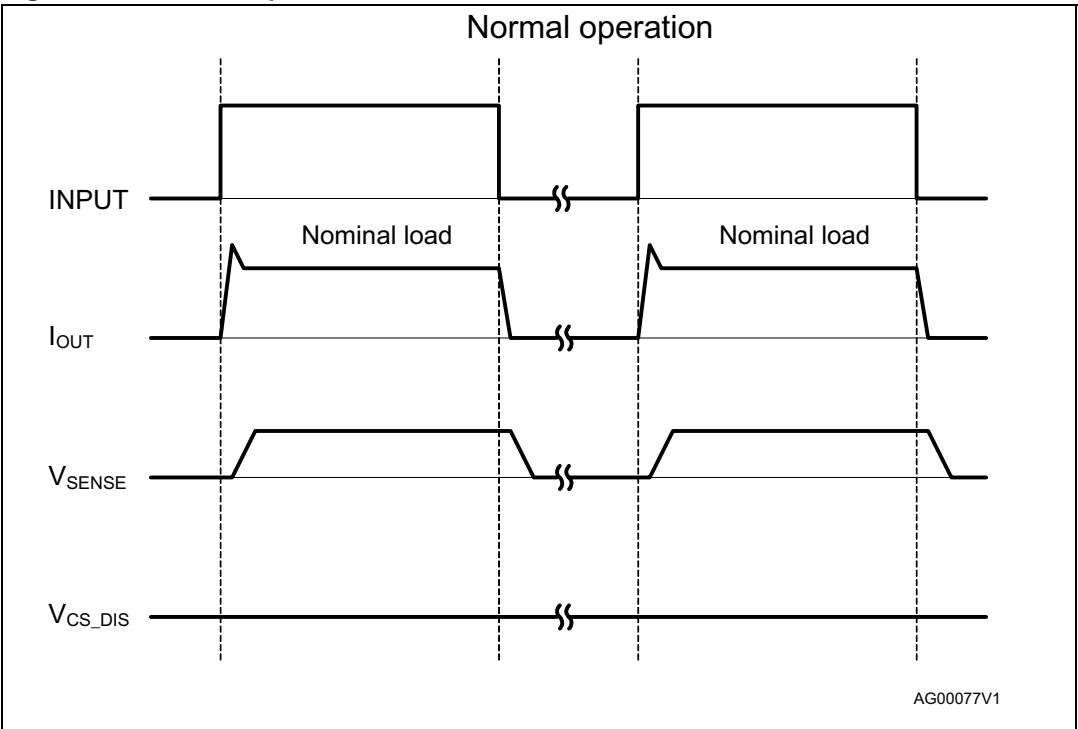 Normal operation
INPUT
Nominal load
Nominal load
IOUT
VSENSE
VCS_DIS
AG00077V1